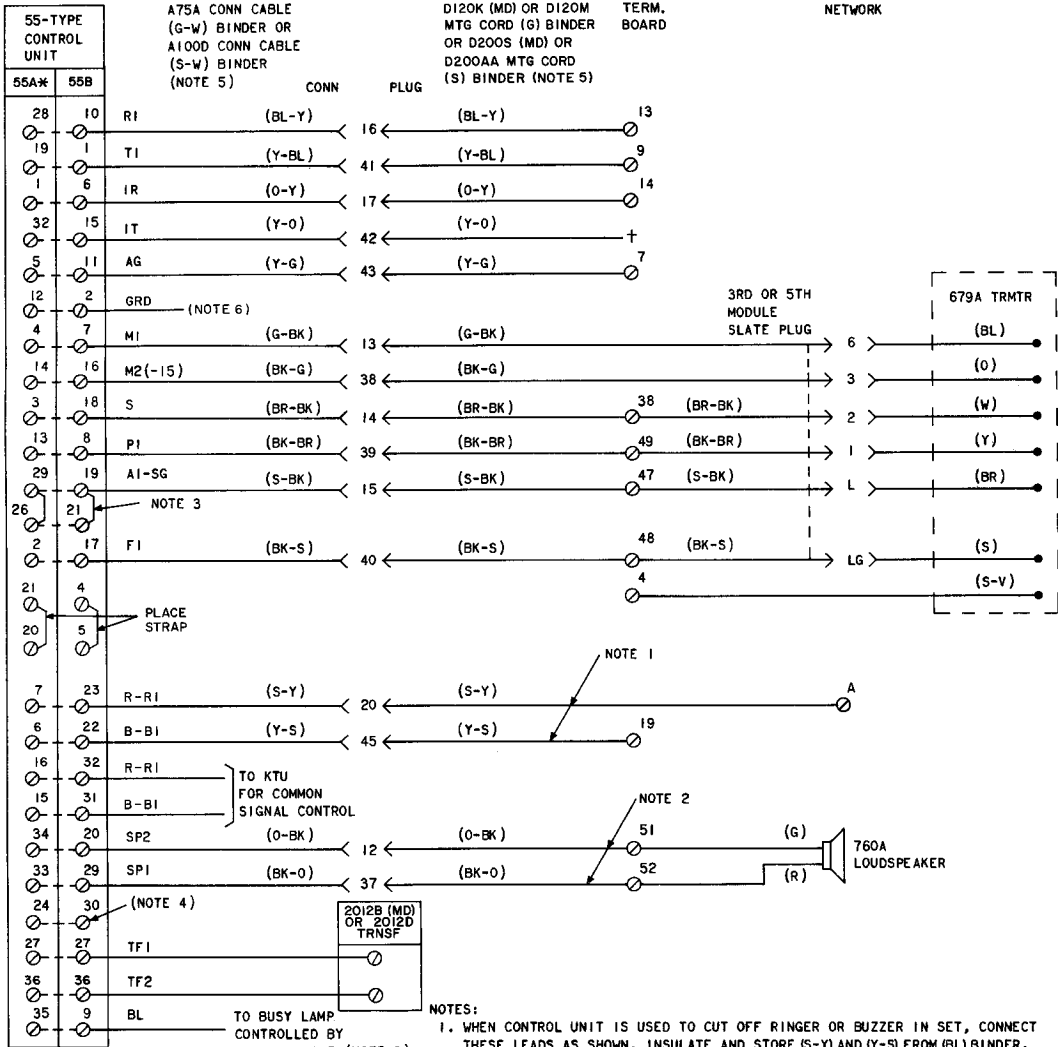 55-TYPE
CONTROL
UNIT
55A* 55B
A75A CONN CABLE
(G-W) BINDER OR
A100D CONN CABLE
(S-W) BINDER
(NOTE 5)
CONN PLUG
D120K (MD) OR D120M
MTG CORD (G) BINDER
OR D200S (MD) OR
D200AA MTG CORD
(S) BINDER (NOTE 5)
TERM.
BOARD
NETWORK
28 10 R1 (BL-Y) 16 (BL-Y) 13
19 1 T1 (Y-BL) 41 (Y-BL) 9
1 6 1R (O-Y) 17 (O-Y) 14
32 15 1T (Y-O) 42 (Y-O) †
5 11 AG (Y-G) 43 (Y-G) 7
12 2 GRD (NOTE 6)
3RD OR 5TH
MODULE
SLATE PLUG
679A TRMTR
4 7 M1 (G-BK) 13 (G-BK) 6 (BL)
14 16 M2(-15) (BK-G) 38 (BK-G) 3 (O)
3 18 S (BR-BK) 14 (BR-BK) 38 (BR-BK) 2 (W)
13 8 P1 (BK-BR) 39 (BK-BR) 49 (BK-BR) 1 (Y)
29 19 A1-SG (S-BK) 15 (S-BK) 47 (S-BK) L (BR)
26 21 NOTE 3
2 17 F1 (BK-S) 40 (BK-S) 48 (BK-S) LG (S)
21 4 4 (S-V)
PLACE
STRAP
20 5
NOTE 1
7 23 R-R1 (S-Y) 20 (S-Y) A
6 22 B-B1 (Y-S) 45 (Y-S) 19
16 32 R-R1
15 31 B-B1
TO KTU
FOR COMMON
SIGNAL CONTROL
NOTE 2
34 20 SP2 (O-BK) 12 (O-BK) 51 (G)
33 29 SP1 (BK-O) 37 (BK-O) 52 (R)
760A
LOUDSPEAKER
24 30 (NOTE 4)
2012B (MD)
OR 2012D
TRNSF
27 27 TF1
36 36 TF2
35 9 BL
TO BUSY LAMP
CONTROLLED BY
NOTES:
1. WHEN CONTROL UNIT IS USED TO CUT OFF RINGER OR BUZZER IN SET, CONNECT
THESE LEADS AS SHOWN. INSULATE AND STORE (S-Y) AND (Y-S) FROM (BL) BINDER.